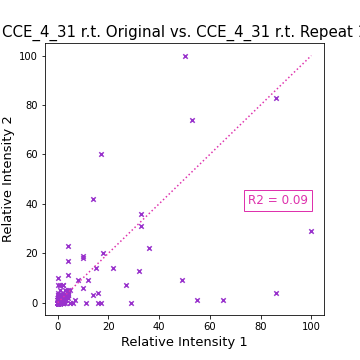 CCE_4_31 r.t. Original vs. CCE_4_31 r.t. Repeat
Relative Intensity 2
100
80
60
40
20
0
R2 = 0.09
0 20 40 60 80 100
Relative Intensity 1